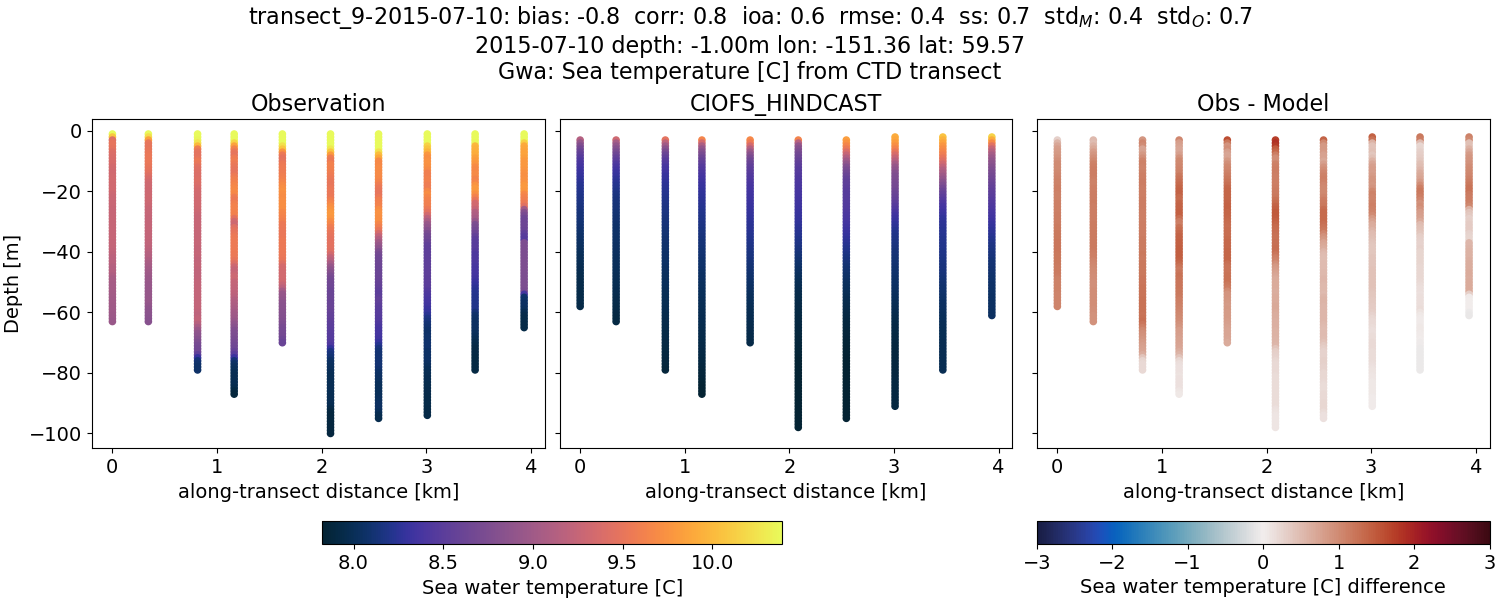 transect_9-2015-07-10: bias: -0.8 corr: 0.8 ioa: 0.6 rmse: 0.4 ss: 0.7 std_M: 0.4 std_O: 0.7
2015-07-10 depth: -1.00m lon: -151.36 lat: 59.57
Gwa: Sea temperature [C] from CTD transect
Observation
CIOFS_HINDCAST
Obs - Model
Depth [m]
0
−20
−40
−60
−80
−100
0 1 2 3 4
0 1 2 3 4
0 1 2 3 4
along-transect distance [km]
along-transect distance [km]
along-transect distance [km]
8.0 8.5 9.0 9.5 10.0
Sea water temperature [C]
−3 −2 −1 0 1 2 3
Sea water temperature [C] difference